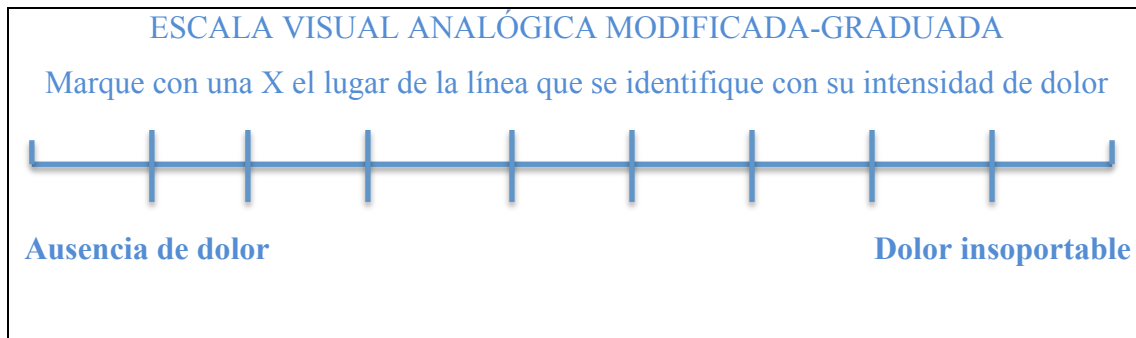 ESCALA VISUAL ANALÓGICA MODIFICADA-GRADUADA
Marque con una X el lugar de la línea que se identifique con su intensidad de dolor
Ausencia de dolor
Dolor insoportable